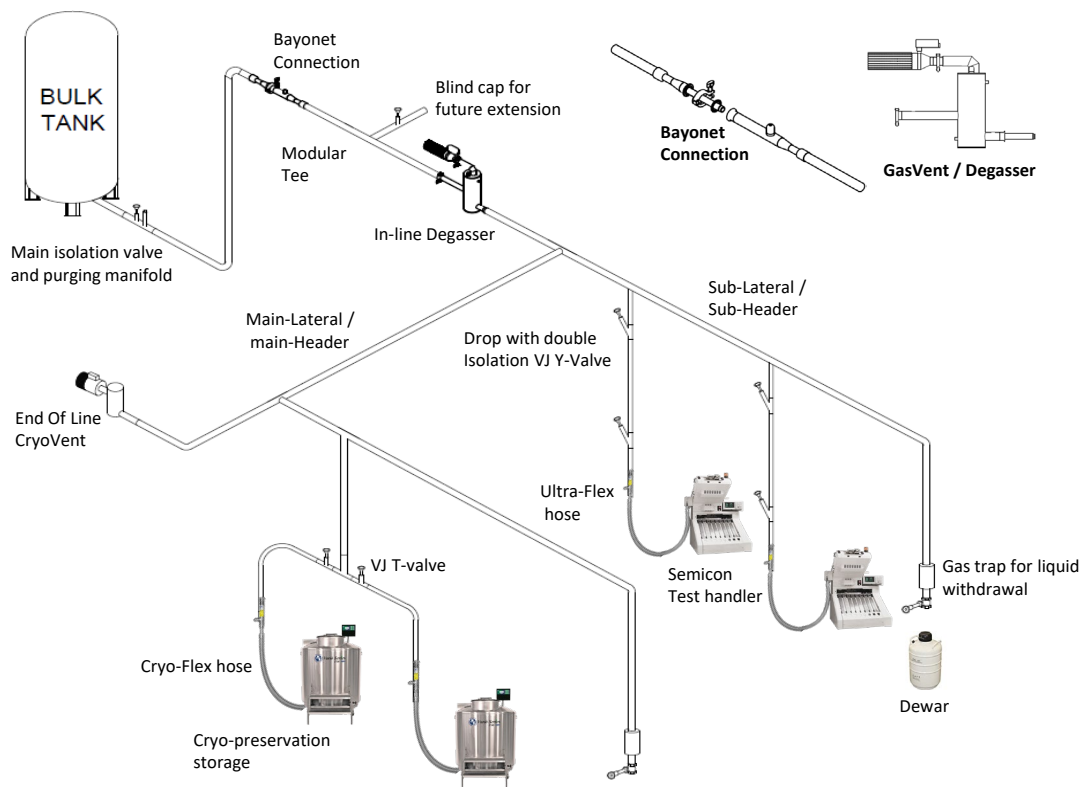 BULK
TANK
Bayonet
Connection
Blind cap for
future extension
Modular
Tee
In-line Degasser
Bayonet
Connection
GasVent / Degasser
Main isolation valve
and purging manifold
Main-Lateral /
main-Header
Sub-Lateral /
Sub-Header
Drop with double
Isolation VJ Y-Valve
End Of Line
CryoVent
Ultra-Flex
hose
VJ T-valve
Semicon
Test handler
Gas trap for liquid
withdrawal
Cryo-Flex hose
Dewar
Cryo-preservation
storage